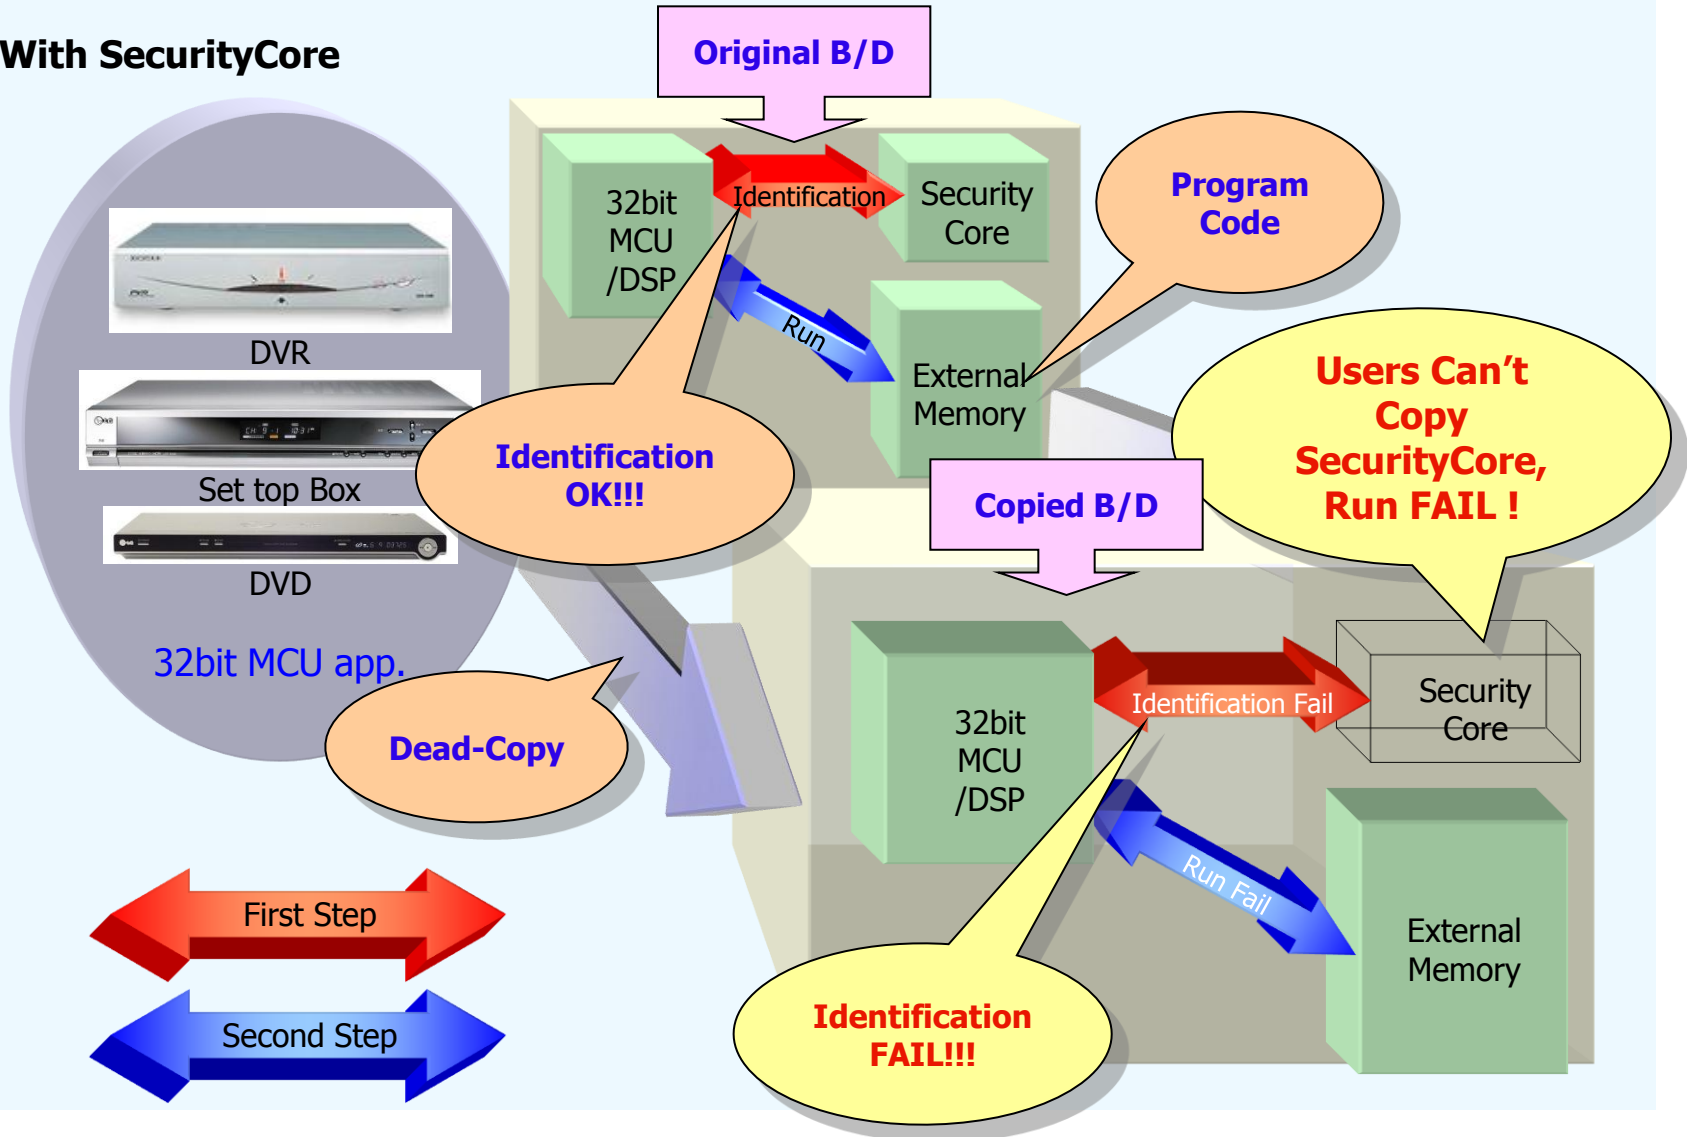 With SecurityCore
Original B/D
32bit
MCU
/DSP
Identification
Security
Core
Program
Code
Run
External
Memory
DVR
Set top Box
DVD
32bit MCU app.
Identification
OK!!!
Users Can’t
Copy
SecurityCore,
Run FAIL !
Copied B/D
Dead-Copy
32bit
MCU
/DSP
Identification Fail
Security
Core
Run Fail
External
Memory
Identification
FAIL!!!
First Step
Second Step